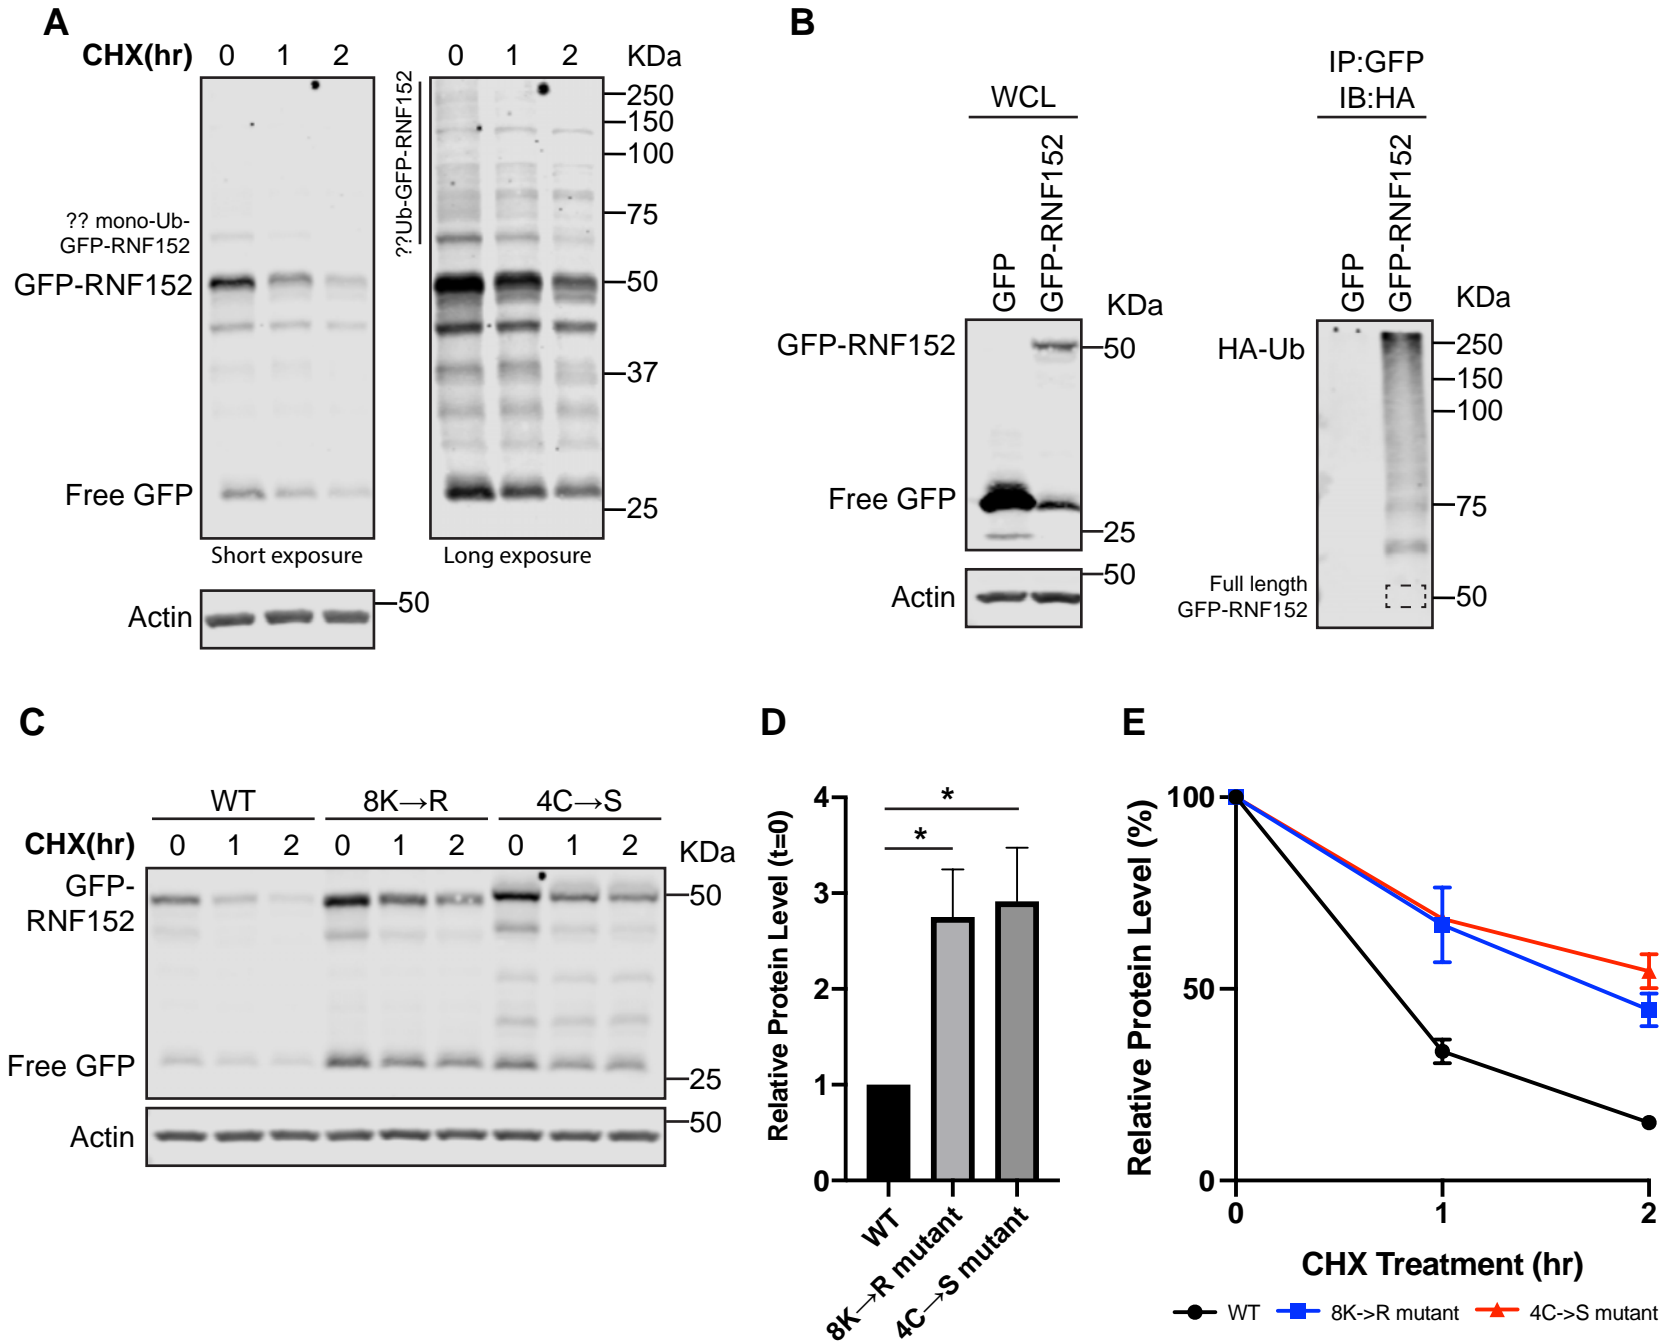 A
CHX(hr) 0 1 2 0 1 2 KDa
250
150
100
75
50
37
25
?? mono-Ub-
GFP-RNF152
GFP-RNF152
Free GFP
??Ub-GFP-RNF152
Short exposure
Long exposure
Actin
50
B
WCL
GFP
GFP-RNF152
KDa
GFP-RNF152
50
Free GFP
25
Actin
50
IP:GFP
IB:HA
GFP
GFP-RNF152
KDa
HA-Ub
250
150
100
75
50
Full length
GFP-RNF152
C
WT 8K→R 4C→S
CHX(hr) 0 1 2 0 1 2 0 1 2 KDa
GFP-
RNF152
50
Free GFP
25
Actin
50
D
Relative Protein Level (t=0)
4
3
2
1
0
*
*
WT
8K→R mutant
4C→S mutant
E
Relative Protein Level (%)
100
50
0
0 1 2
CHX Treatment (hr)
WT 8K->R mutant 4C->S mutant